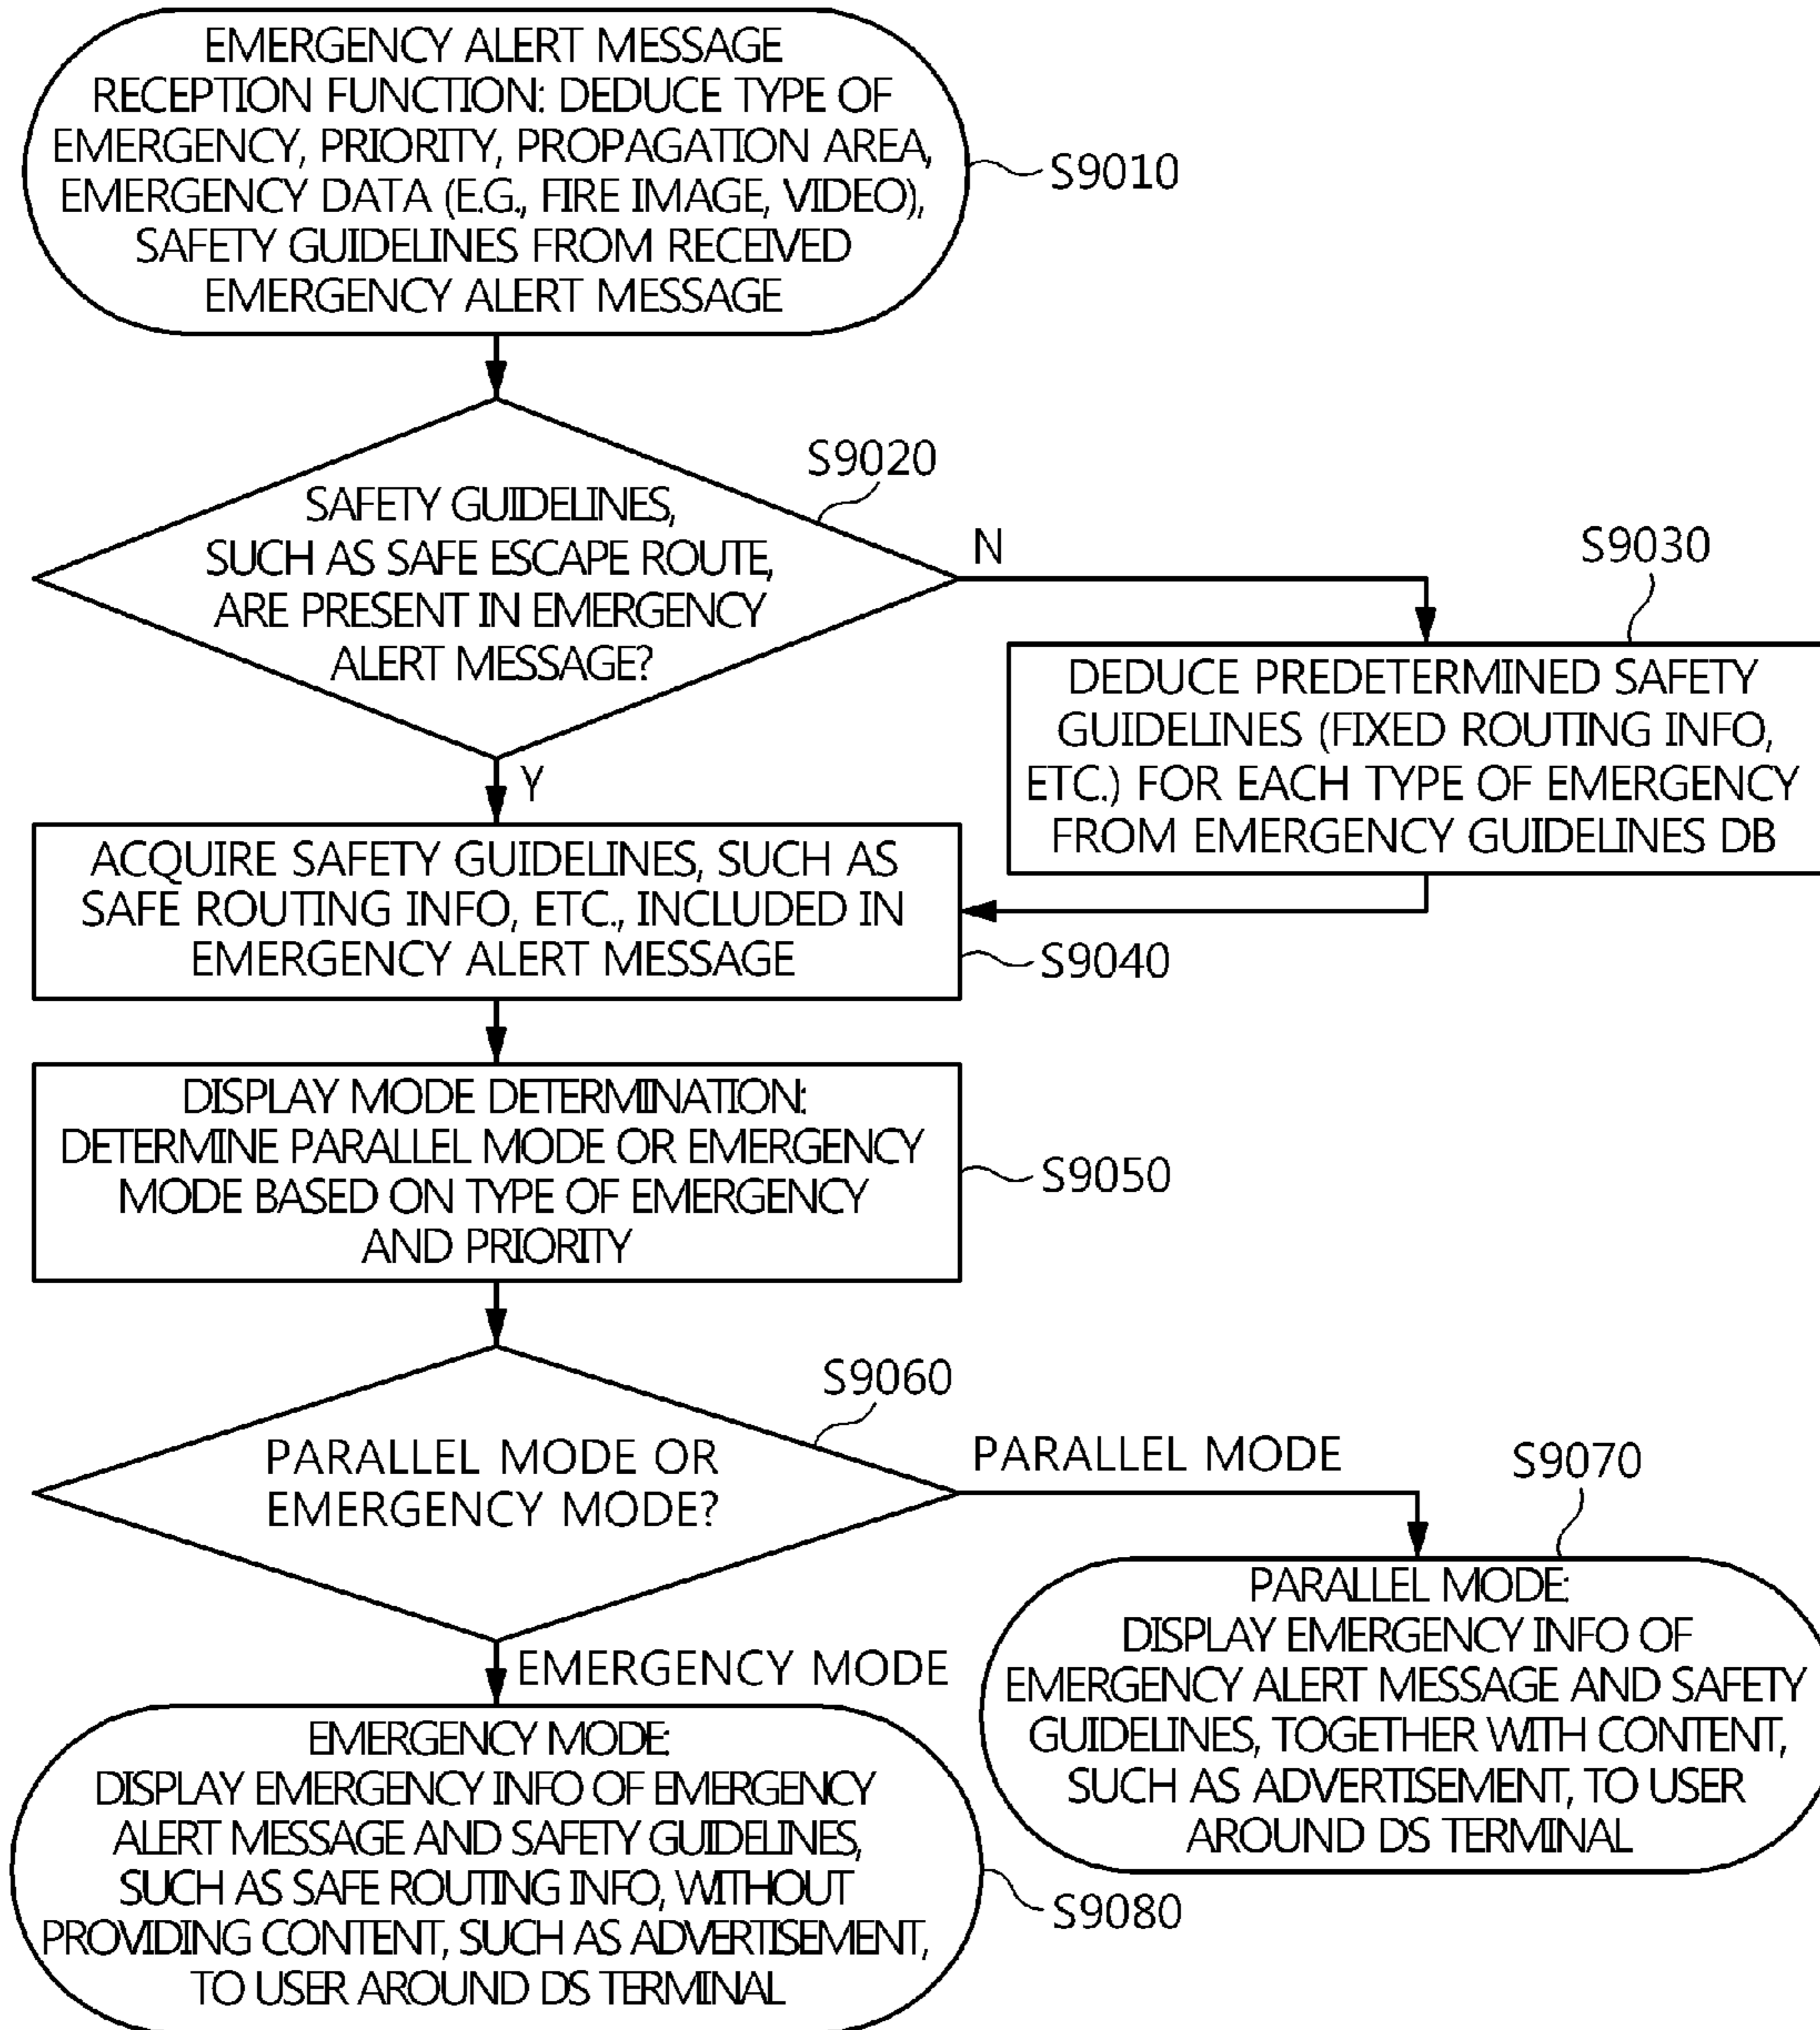 EMERGENCY ALERT MESSAGE
RECEPTION FUNCTION: DEDUCE TYPE OF
EMERGENCY, PRIORITY, PROPAGATION AREA,
EMERGENCY DATA (E.G., FIRE IMAGE, VIDEO),
SAFETY GUIDELINES FROM RECEIVED
EMERGENCY ALERT MESSAGE
S9010
S9020
SAFETY GUIDELINES,
SUCH AS SAFE ESCAPE ROUTE,
ARE PRESENT IN EMERGENCY
ALERT MESSAGE?
N
Y
S9030
DEDUCE PREDETERMINED SAFETY
GUIDELINES (FIXED ROUTING INFO,
ETC.) FOR EACH TYPE OF EMERGENCY
FROM EMERGENCY GUIDELINES DB
ACQUIRE SAFETY GUIDELINES, SUCH AS
SAFE ROUTING INFO, ETC., INCLUDED IN
EMERGENCY ALERT MESSAGE
S9040
DISPLAY MODE DETERMINATION:
DETERMINE PARALLEL MODE OR EMERGENCY
MODE BASED ON TYPE OF EMERGENCY
AND PRIORITY
S9050
S9060
PARALLEL MODE OR
EMERGENCY MODE?
PARALLEL MODE
S9070
PARALLEL MODE:
DISPLAY EMERGENCY INFO OF
EMERGENCY ALERT MESSAGE AND SAFETY
GUIDELINES, TOGETHER WITH CONTENT,
SUCH AS ADVERTISEMENT, TO USER
AROUND DS TERMINAL
EMERGENCY MODE
EMERGENCY MODE:
DISPLAY EMERGENCY INFO OF EMERGENCY
ALERT MESSAGE AND SAFETY GUIDELINES,
SUCH AS SAFE ROUTING INFO, WITHOUT
PROVIDING CONTENT, SUCH AS ADVERTISEMENT,
TO USER AROUND DS TERMINAL
S9080